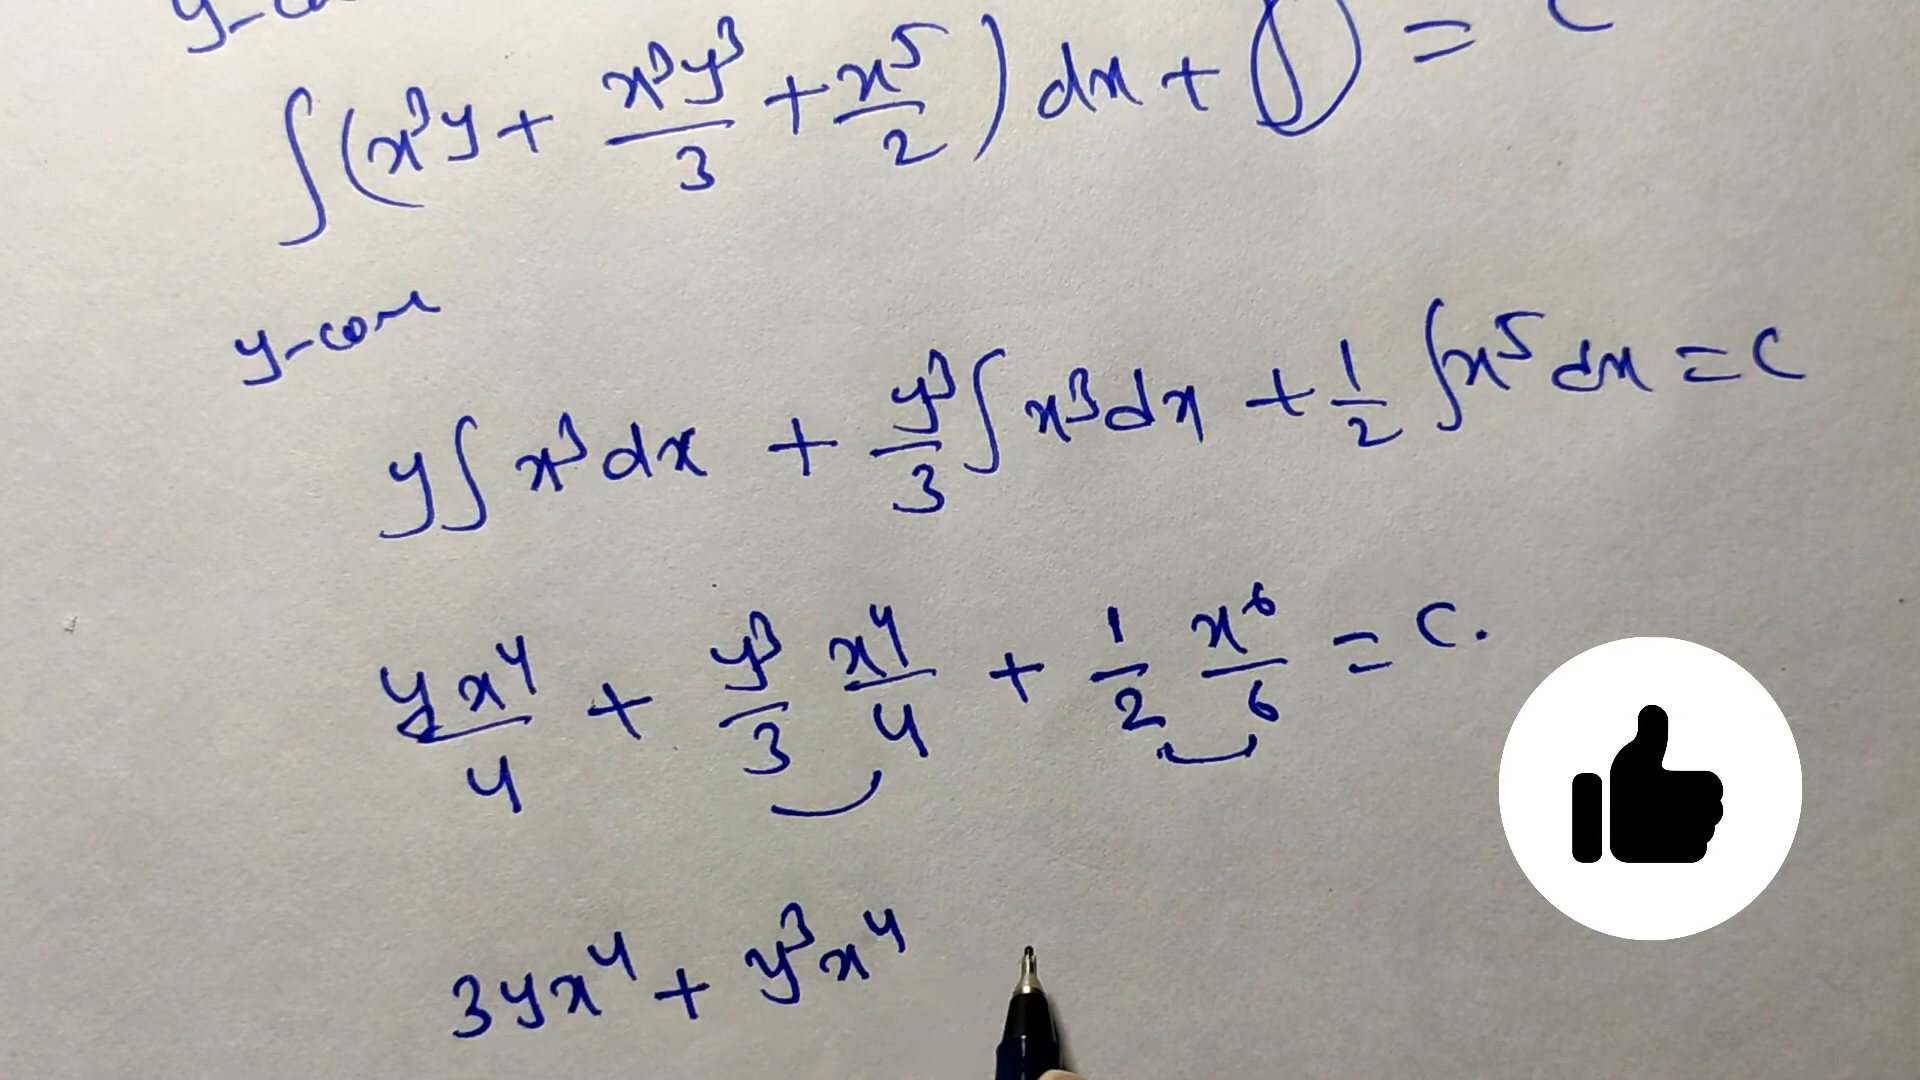 ∫(x³y + x³y³/3 + x⁵/2) dx + ∫ = c
y-con
y∫x³dx + y³/3 ∫x³dx + 1/2 ∫x⁵dx = c
yx⁴/4 + y³/3 x⁴/4 + 1/2 x⁶/6 = c.
3yx⁴ + y³x⁴